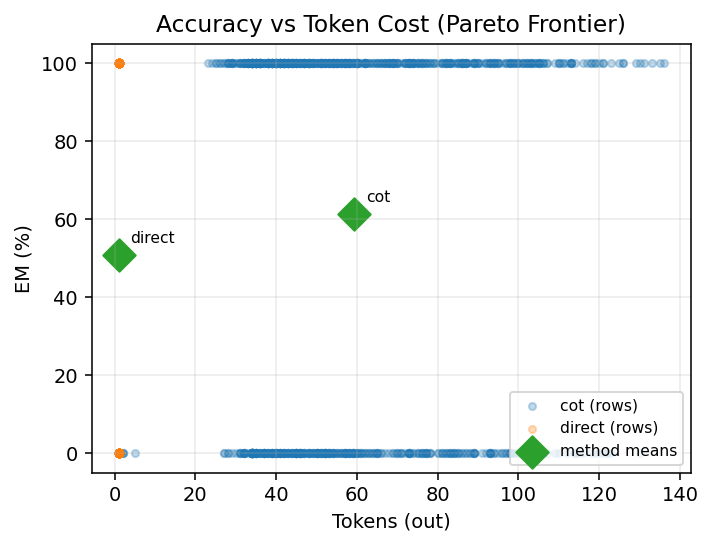 Accuracy vs Token Cost (Pareto Frontier)
EM (%)
100
80
60
40
20
0
direct
cot
cot (rows)
direct (rows)
method means
0 20 40 60 80 100 120 140
Tokens (out)